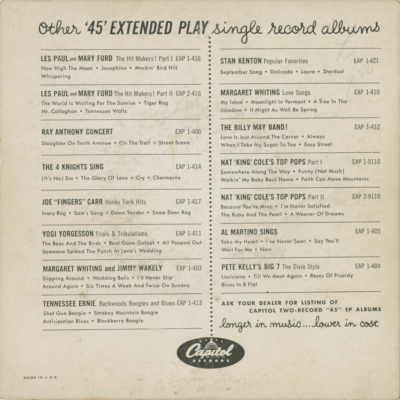 Other '45' EXTENDED PLAY single record albums
LES PAUL AND MARY FORD The Hit Makers! Part I EAP 1-416
How High The Moon • Josephine • Mockin' Bird Hill
Whispering
LES PAUL AND MARY FORD The Hit Makers! Part II EAP 2-416
The World Is Waiting For The Sunrise • Tiger Rag
Mr. Callaghan • Tennessee Waltz
RAY ANTHONY CONCERT EAP 1-406
Slaughter On Tenth Avenue • On The Trail • Street Scene
THE 4 KNIGHTS SING EAP 1-414
(It's No) Sin • The Glory Of Love • Cry • Charmaine
JOE "FINGERS" CARR Honky Tonk Hits EAP 1-417
Ivory Rag • Sam's Song • Down Yonder • Snow Deer Rag
YOGI YORGESSON Trials & Tribulations EAP 1-411
The Bees And The Birds • Real Gone Galoot • All Pooped Out
Someone Spiked The Punch At Lena's Wedding
MARGARET WHITING AND JIMMY WAKELY EAP 1-403
Slipping Around • Wedding Bells • I'll Never Slip
Around Again • Six Times A Week And Twice On Sunday
TENNESSEE ERNIE Backwoods Boogies and Blues EAP 1-413
Shot Gun Boogie • Smokey Mountain Boogie
Anticipation Blues • Blackberry Boogie
STAN KENTON Popular Favorites EAP 1-421
September Song • Delicado • Laura • Stardust
MARGARET WHITING Love Songs EAP 1-410
My Ideal • Moonlight In Vermont • A Tree In The
Meadow • It Might As Well Be Spring
THE BILLY MAY BAND! EAP 1-412
Love Is Just Around The Corner • Always
When I Take My Sugar To Tea • Easy Street
NAT 'KING' COLE'S TOP POPS Part I EAP 1-9110
Somewhere Along The Way • Funny (Not Much)
Walkin' My Baby Back Home • Faith Can Move Mountains
NAT 'KING' COLE'S TOP POPS Part II EAP 2-9110
Because You're Mine • I'm Never Satisfied
The Ruby And The Pearl • A Weaver Of Dreams
AL MARTINO SINGS EAP 1-405
Take My Heart • I've Never Seen • Say You'll
Wait For Me • Now
PETE KELLY'S BIG 7 The Dixie Style EAP 1-404
Louisiana • Till We Meet Again • Roses Of Picardy
Blues In B Flat
ASK YOUR DEALER FOR LISTING OF
CAPITOL TWO-RECORD "45" EP ALBUMS
longer in music...lower in cost
Capitol
RECORDS
MADE IN U.S.A.